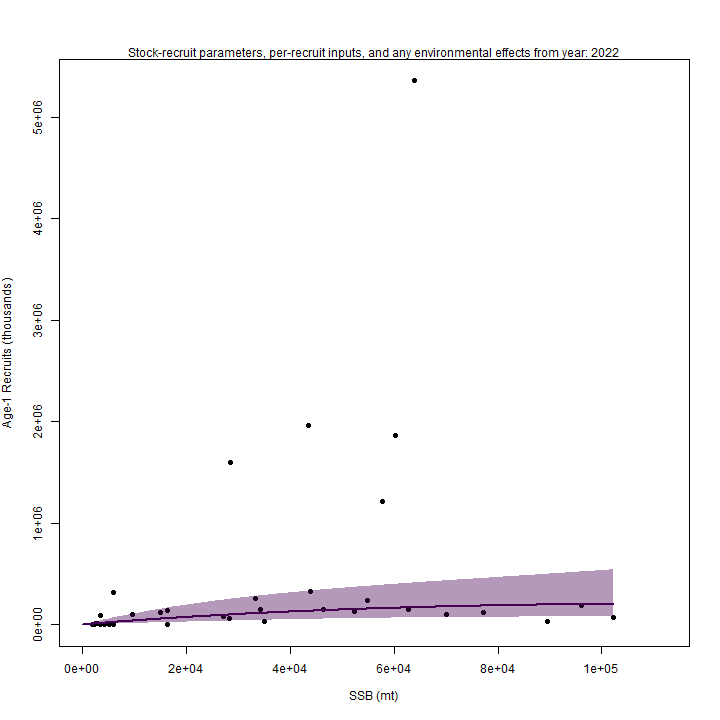 Stock-recruit parameters, per-recruit inputs, and any environmental effects from year: 2022
5e+06
4e+06
3e+06
2e+06
1e+06
0e+00
Age-1 Recruits (thousands)
0e+00 2e+04 4e+04 6e+04 8e+04 1e+05
SSB (mt)